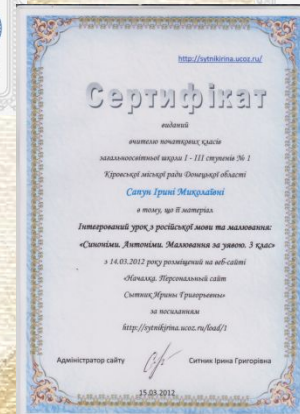 http://sytnikirina.ucoz.ru/
Сертифікат
виданий
вчителю початкових класів
загальноосвітньої школи І - ІІІ ступенів № 1
Кіровської міської ради Донецької області
Сапун Ірині Миколаївні
в тому, що її матеріал
Інтегрований урок з російської мови та малювання:
«Синоніми. Антоніми. Малювання за уявою. 3 клас»
з 14.03.2012 року розміщений на веб-сайті
«Началка. Персональный сайт
Сытник Ирины Григорьевны»
за посиланням
http://sytnikirina.ucoz.ru/load/1
Адміністратор сайту Ситник Ірина Григорівна
15.03.2012